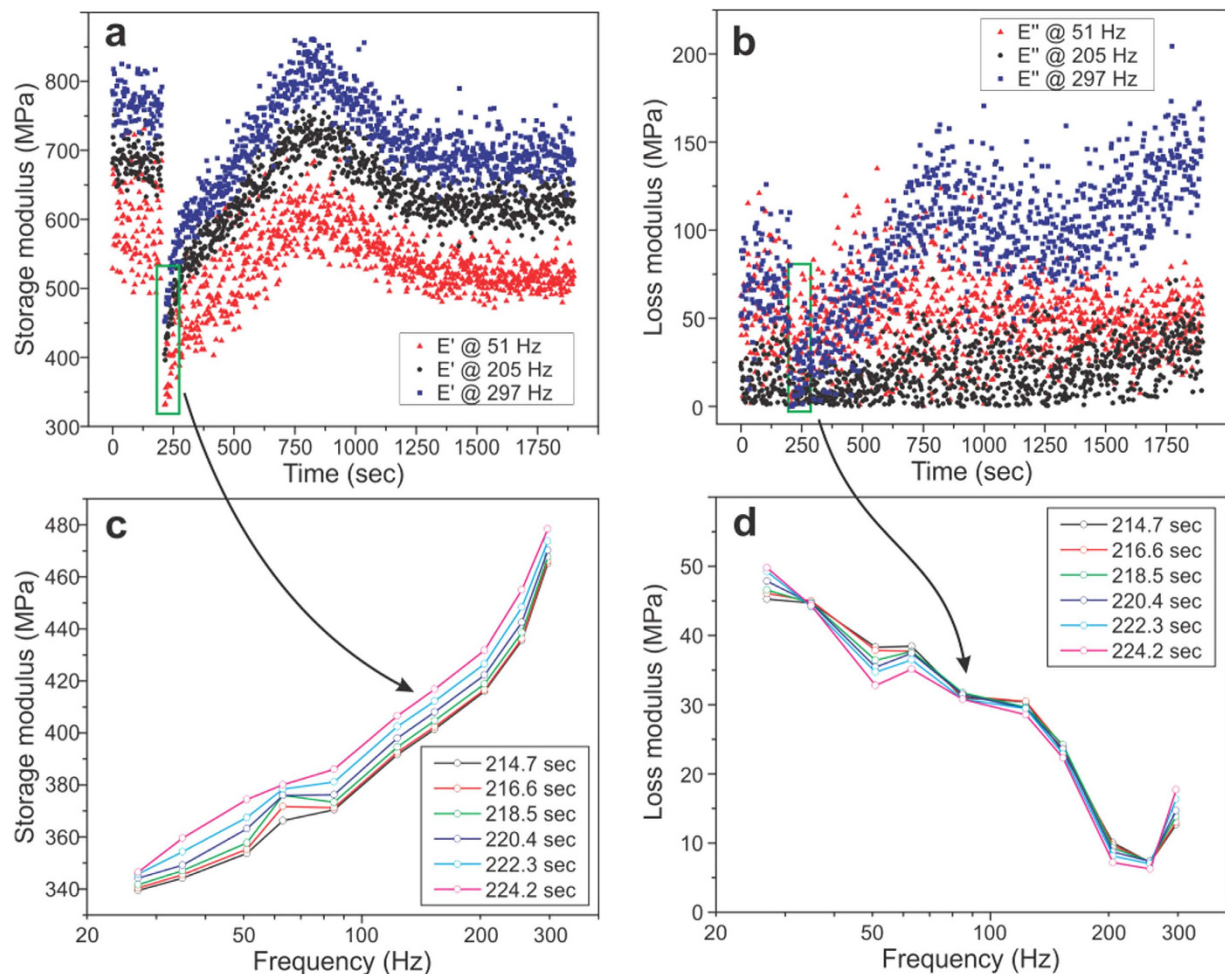 a
Storage modulus (MPa)
800
700
600
500
400
300
E' @ 51 Hz
E' @ 205 Hz
E' @ 297 Hz
0 250 500 750 1000 1250 1500 1750
Time (sec)
b
Loss modulus (MPa)
200
150
100
50
0
E'' @ 51 Hz
E'' @ 205 Hz
E'' @ 297 Hz
0 250 500 750 1000 1250 1500 1750
Time (sec)
c
Storage modulus (MPa)
480
460
440
420
400
380
360
340
214.7 sec
216.6 sec
218.5 sec
220.4 sec
222.3 sec
224.2 sec
20 50 100 200 300
Frequency (Hz)
d
Loss modulus (MPa)
50
40
30
20
10
0
214.7 sec
216.6 sec
218.5 sec
220.4 sec
222.3 sec
224.2 sec
20 100 200 300
Frequency (Hz)